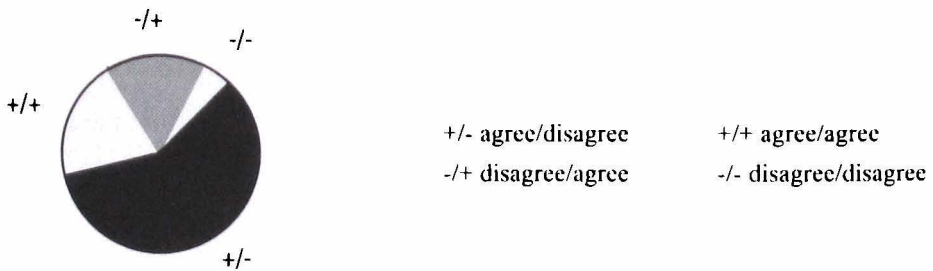 -/+
-/-
+/+
+/- agree/disagree +/+ agree/agree
-/+ disagree/agree -/- disagree/disagree
+/-